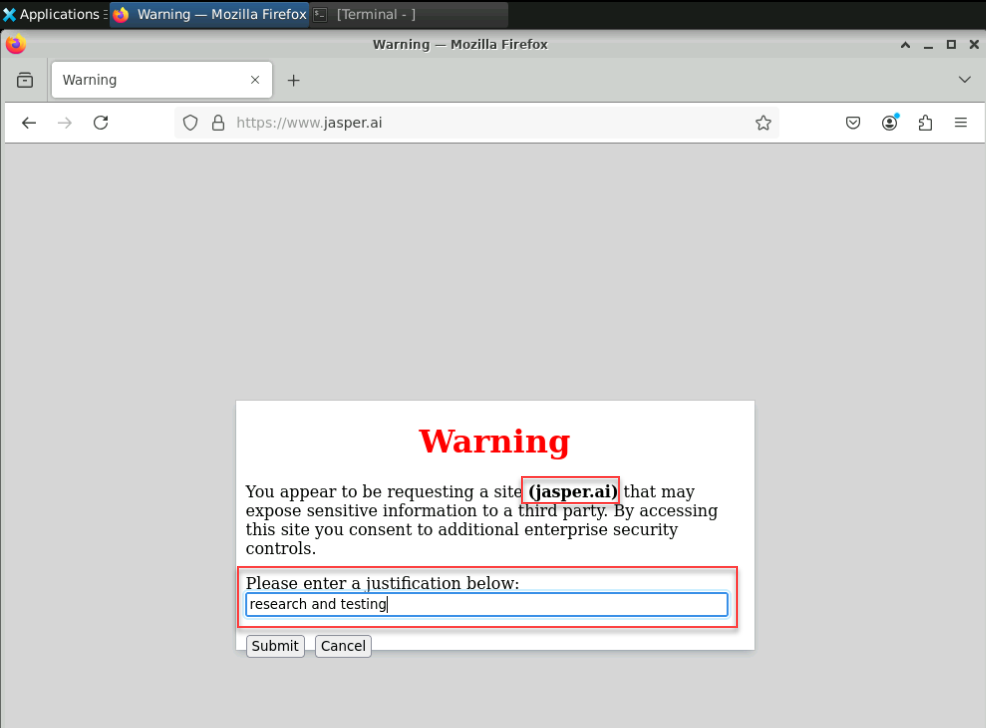 Applications Warning — Mozilla Firefox [Terminal - ]
Warning — Mozilla Firefox
Warning
https://www.jasper.ai
Warning
You appear to be requesting a site (jasper.ai) that may
expose sensitive information to a third party. By accessing
this site you consent to additional enterprise security
controls.
Please enter a justification below:
research and testing
Submit Cancel